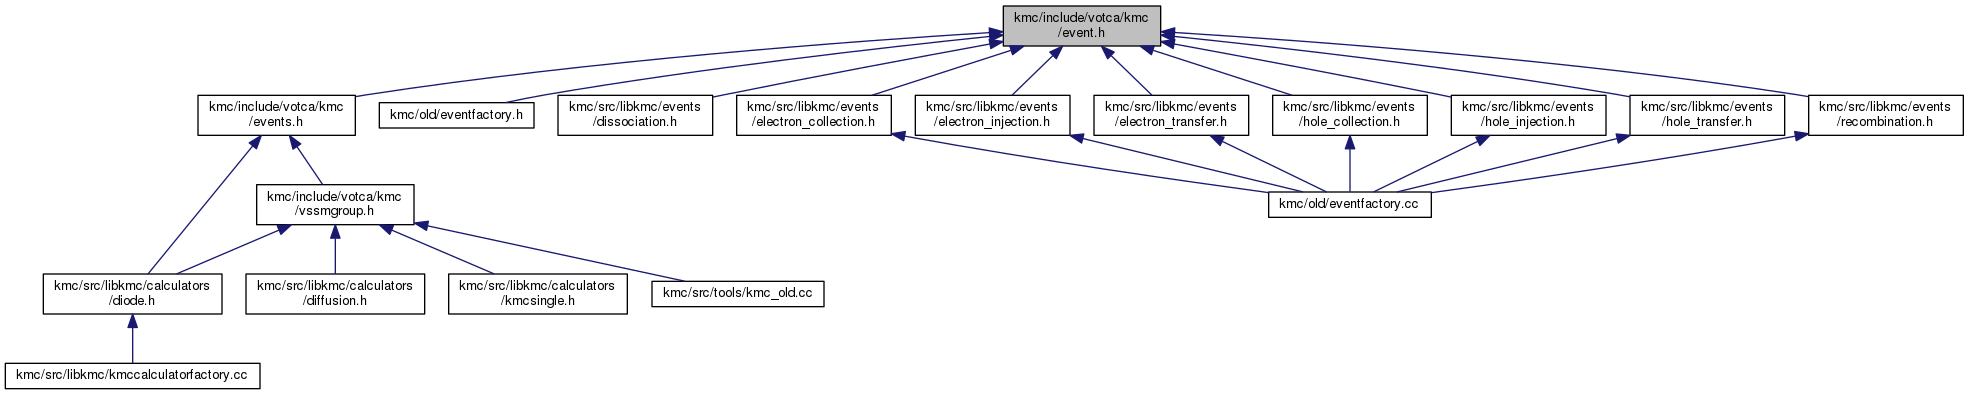 kmc/include/votca/kmc
/event.h
kmc/include/votca/kmc
/events.h
kmc/old/eventfactory.h
kmc/src/libkmc/events
/dissociation.h
kmc/src/libkmc/events
/electron_collection.h
kmc/src/libkmc/events
/electron_injection.h
kmc/src/libkmc/events
/electron_transfer.h
kmc/src/libkmc/events
/hole_collection.h
kmc/src/libkmc/events
/hole_injection.h
kmc/src/libkmc/events
/hole_transfer.h
kmc/src/libkmc/events
/recombination.h
kmc/include/votca/kmc
/vssmgroup.h
kmc/old/eventfactory.cc
kmc/src/libkmc/calculators
/diode.h
kmc/src/libkmc/calculators
/diffusion.h
kmc/src/libkmc/calculators
/kmcsingle.h
kmc/src/tools/kmc_old.cc
kmc/src/libkmc/kmccalculatorfactory.cc